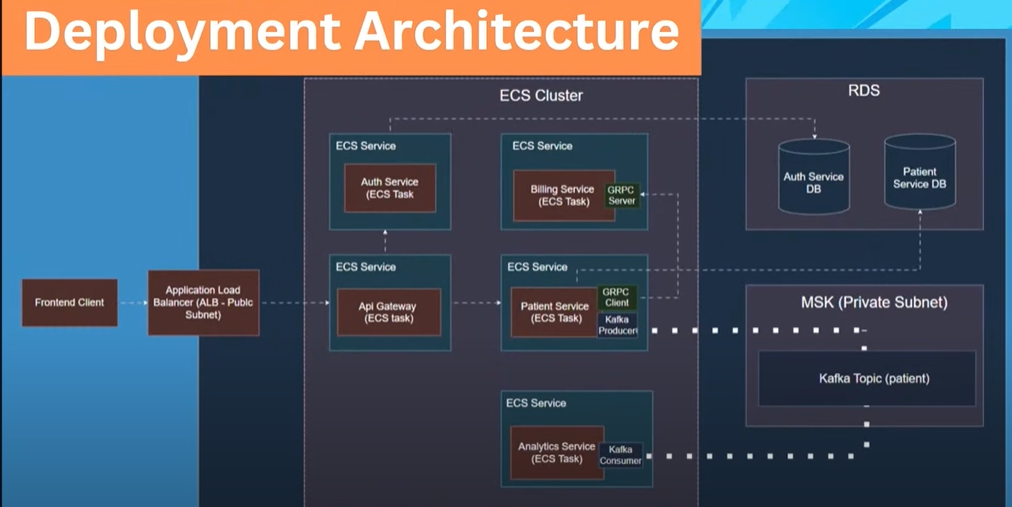 Deployment Architecture
ECS Cluster
RDS
ECS Service
Auth Service
(ECS Task
ECS Service
Billing Service
(ECS Task)
GRPC
Server
Auth Service
DB
Patient
Service DB
Frontend Client
Application Load
Balancer (ALB - Publc
Subnet)
ECS Service
Api Gateway
(ECS task)
ECS Service
Patient Service
(ECS Task)
GRPC
Client
Kafka
Producer
MSK (Private Subnet)
Kafka Topic (patient)
ECS Service
Analytics Service
(ECS Task)
Kafka
Consumer